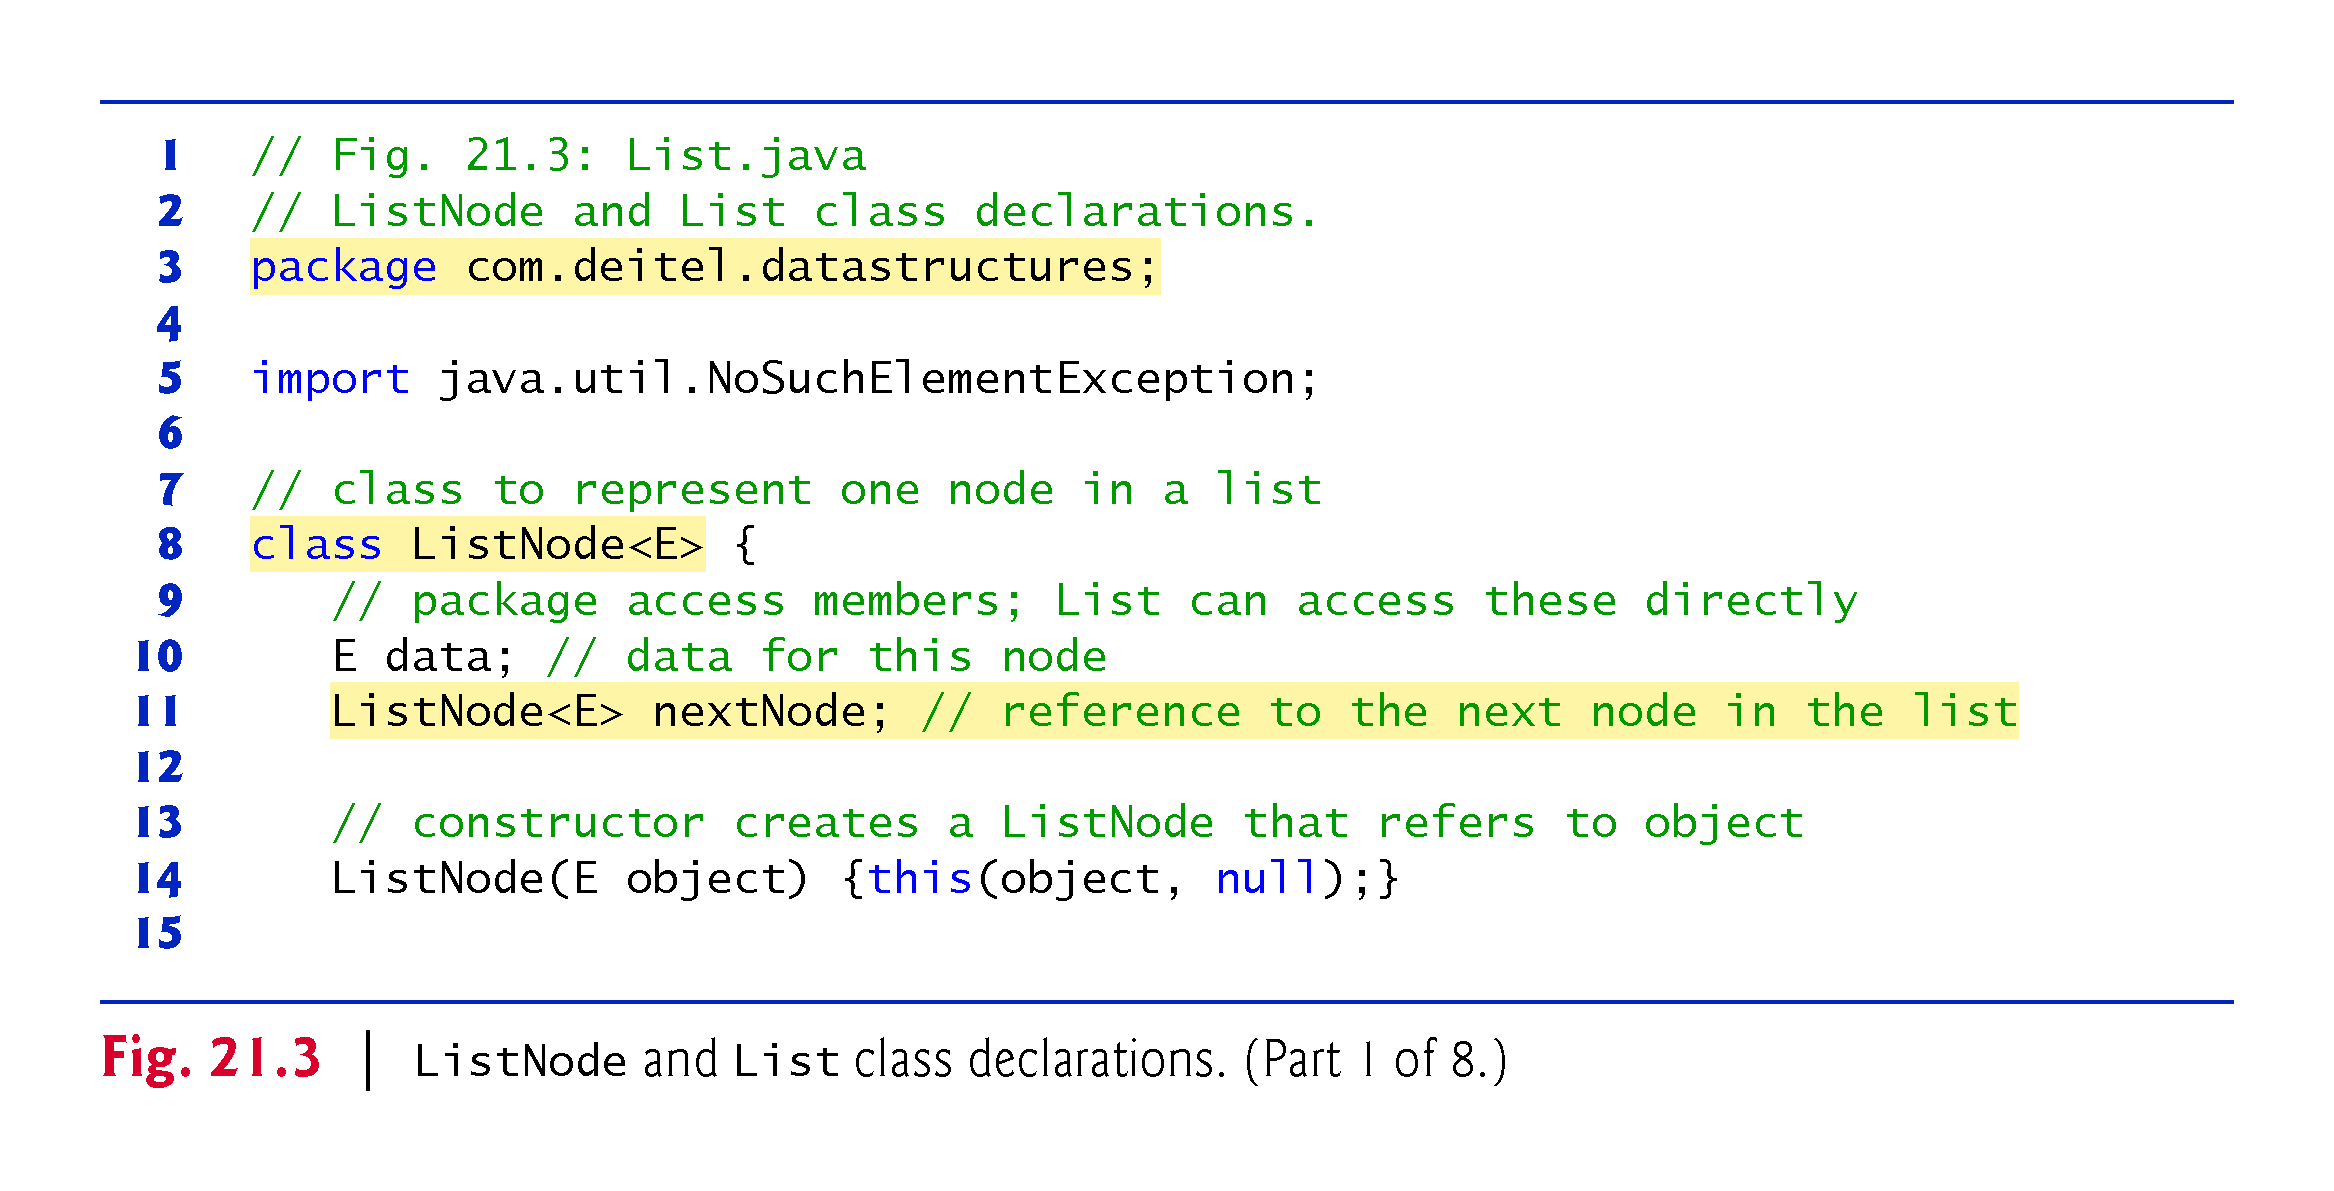 1 // Fig. 21.3: List.java
2 // ListNode and List class declarations.
3 package com.deitel.datastructures;
4
5 import java.util.NoSuchElementException;
6
7 // class to represent one node in a list
8 class ListNode<E> {
9    // package access members; List can access these directly
10    E data; // data for this node
11    ListNode<E> nextNode; // reference to the next node in the list
12
13    // constructor creates a ListNode that refers to object
14    ListNode(E object) {this(object, null);}
15
Fig. 21.3 | ListNode and List class declarations. (Part 1 of 8.)